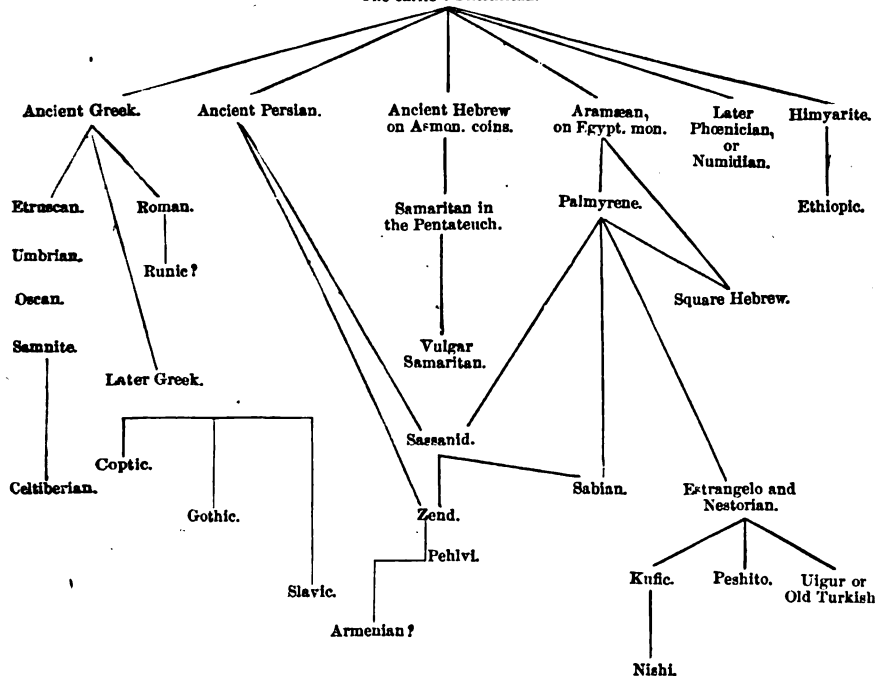 Ancient Greek.
Ancient Persian.
Ancient Hebrew
on Asmon. coins.
Aramæan,
on Egypt. mon.
Later
Phœnician,
or
Numidian.
Himyarite.
Etruscan.
Roman.
Samaritan in
the Pentateuch.
Palmyrene.
Ethiopic.
Umbrian.
Runic?
Oscan.
Square Hebrew.
Samnite.
Vulgar
Samaritan.
Later Greek.
Sassanid.
Coptic.
Celtiberian.
Sabian.
Estrangelo and
Nestorian.
Gothic.
Zend.
Pehlvi.
Kufic.
Peshito.
Uigur or
Old Turkish
Slavic.
Armenian?
Nishi.